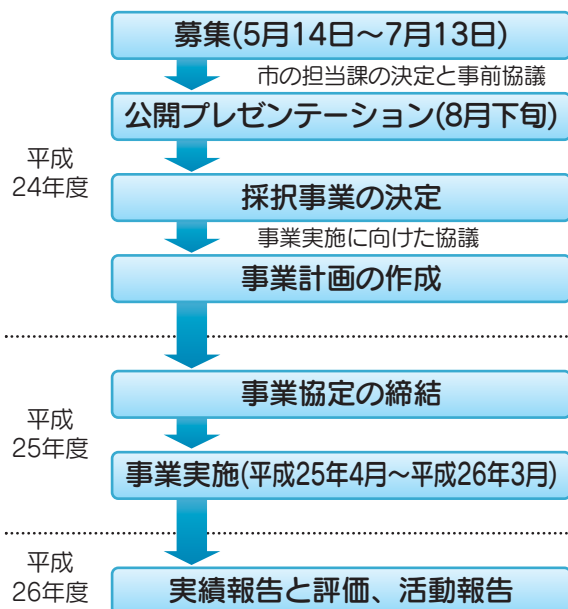 募集(5月14日～7月13日)
市の担当課の決定と事前協議
公開プレゼンテーション(8月下旬)
平成
24年度
採択事業の決定
事業実施に向けた協議
事業計画の作成
事業協定の締結
平成
25年度
事業実施(平成25年4月～平成26年3月)
平成
26年度
実績報告と評価、活動報告